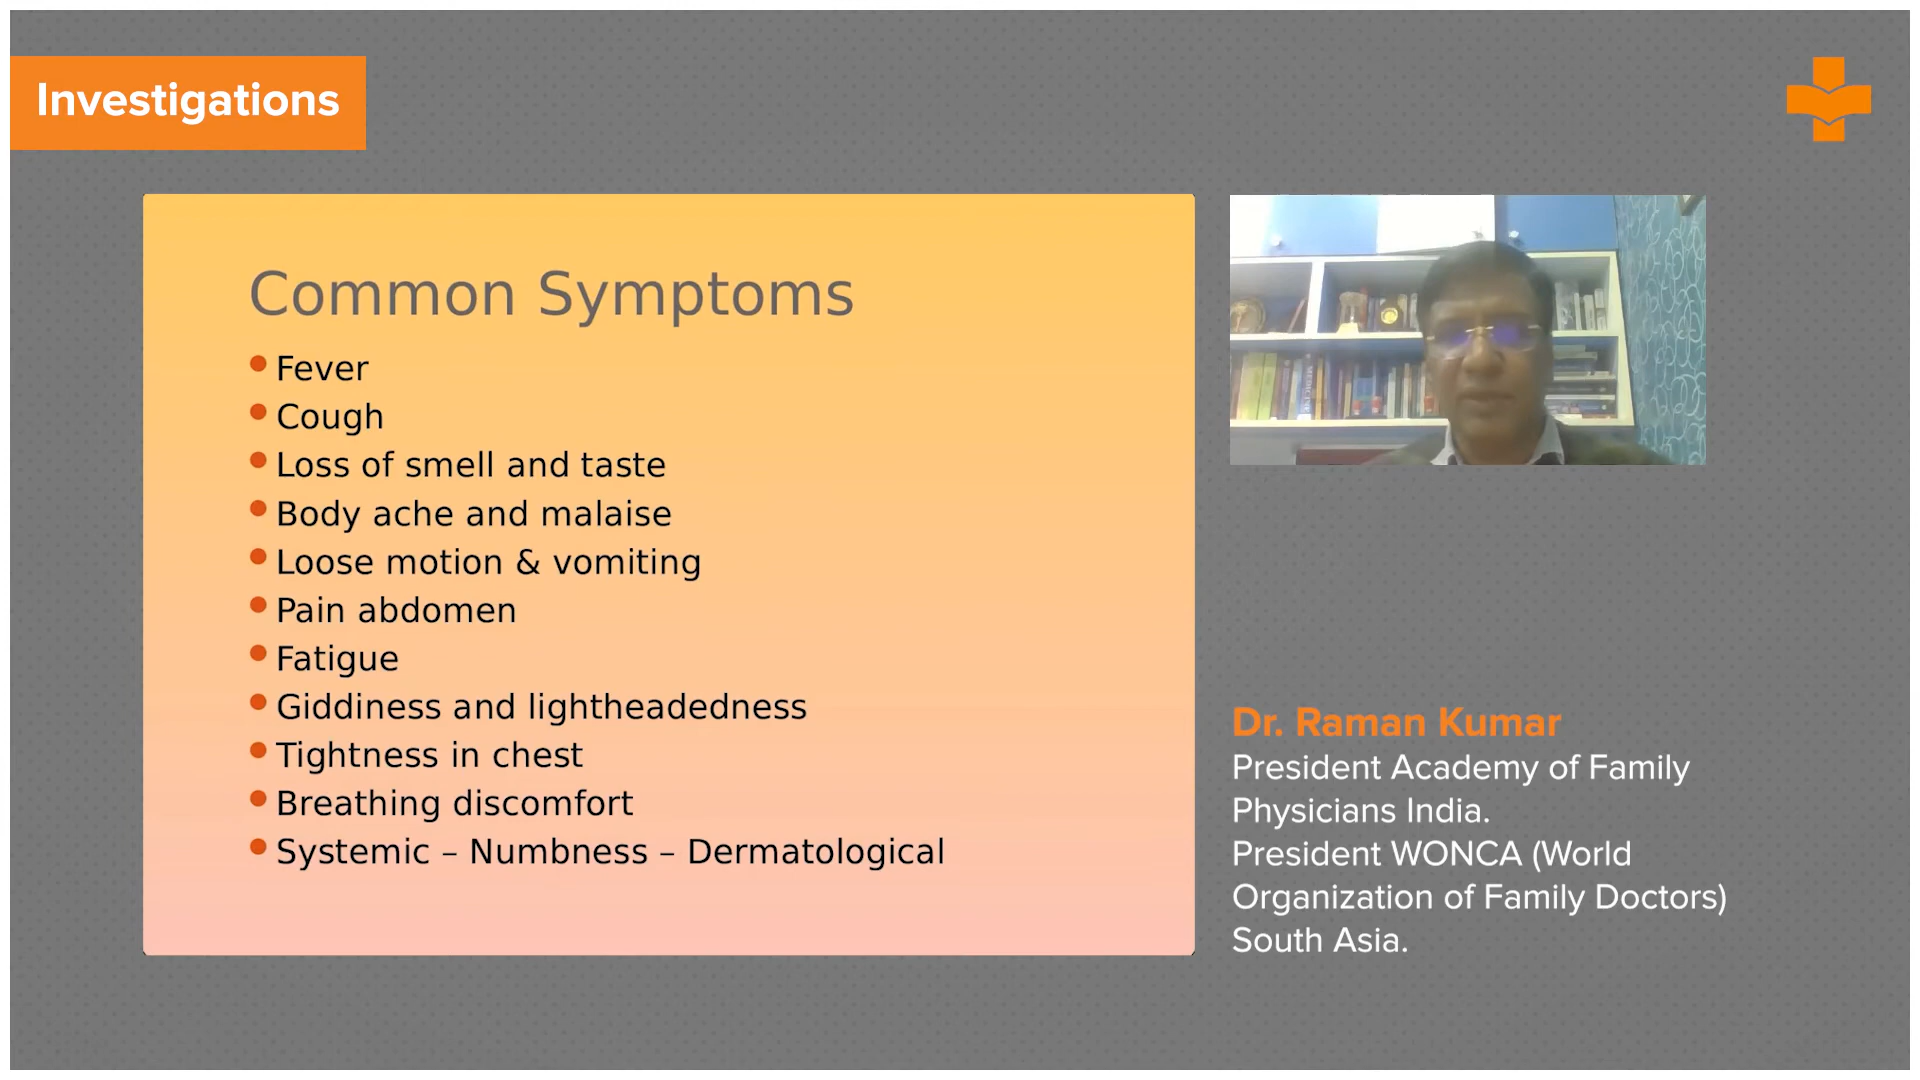 Investigations
Common Symptoms
Fever
Cough
Loss of smell and taste
Body ache and malaise
Loose motion & vomiting
Pain abdomen
Fatigue
Giddiness and lightheadedness
Tightness in chest
Breathing discomfort
Systemic – Numbness – Dermatological
Dr. Raman Kumar
President Academy of Family
Physicians India.
President WONCA (World
Organization of Family Doctors)
South Asia.